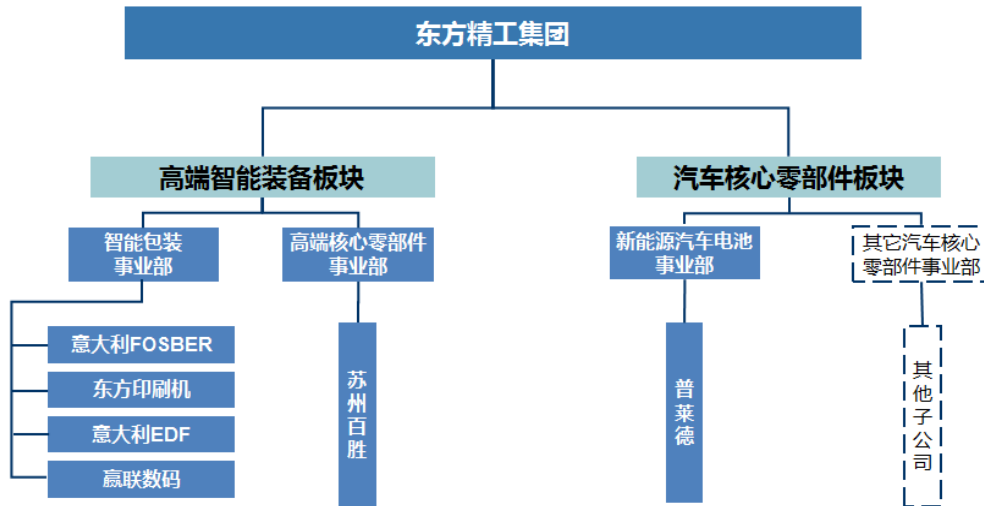 东方精工集团
高端智能装备板块
汽车核心零部件板块
智能包装
事业部
高端核心零部件
事业部
新能源汽车电池
事业部
其它汽车核心
零部件事业部
意大利FOSBER
东方印刷机
意大利EDF
赢联数码
苏州百胜
普莱德
其他子公司